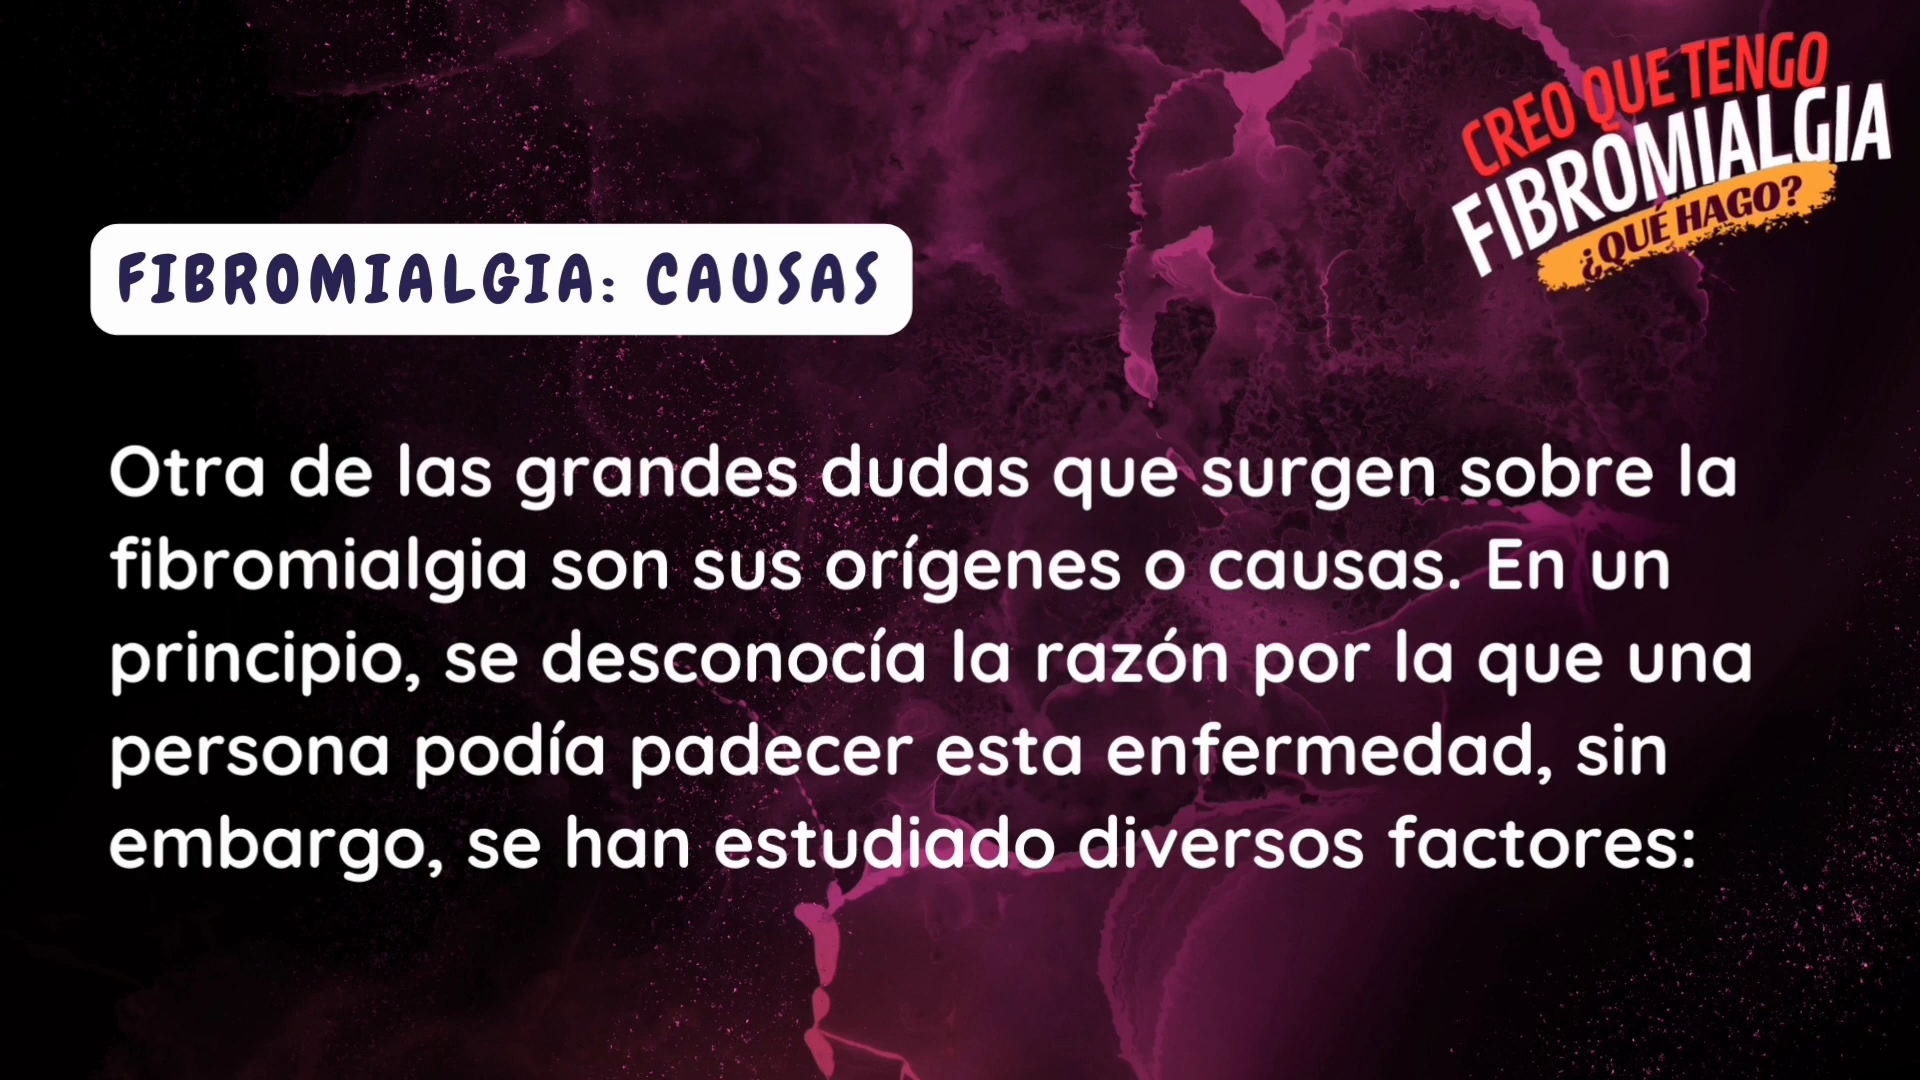 CREO QUE TENGO
FIBROMIALGIA
¿QUÉ HAGO?
FIBROMIALGIA: CAUSAS
Otra de las grandes dudas que surgen sobre la
fibromialgia son sus orígenes o causas. En un
principio, se desconocía la razón por la que una
persona podía padecer esta enfermedad, sin
embargo, se han estudiado diversos factores: